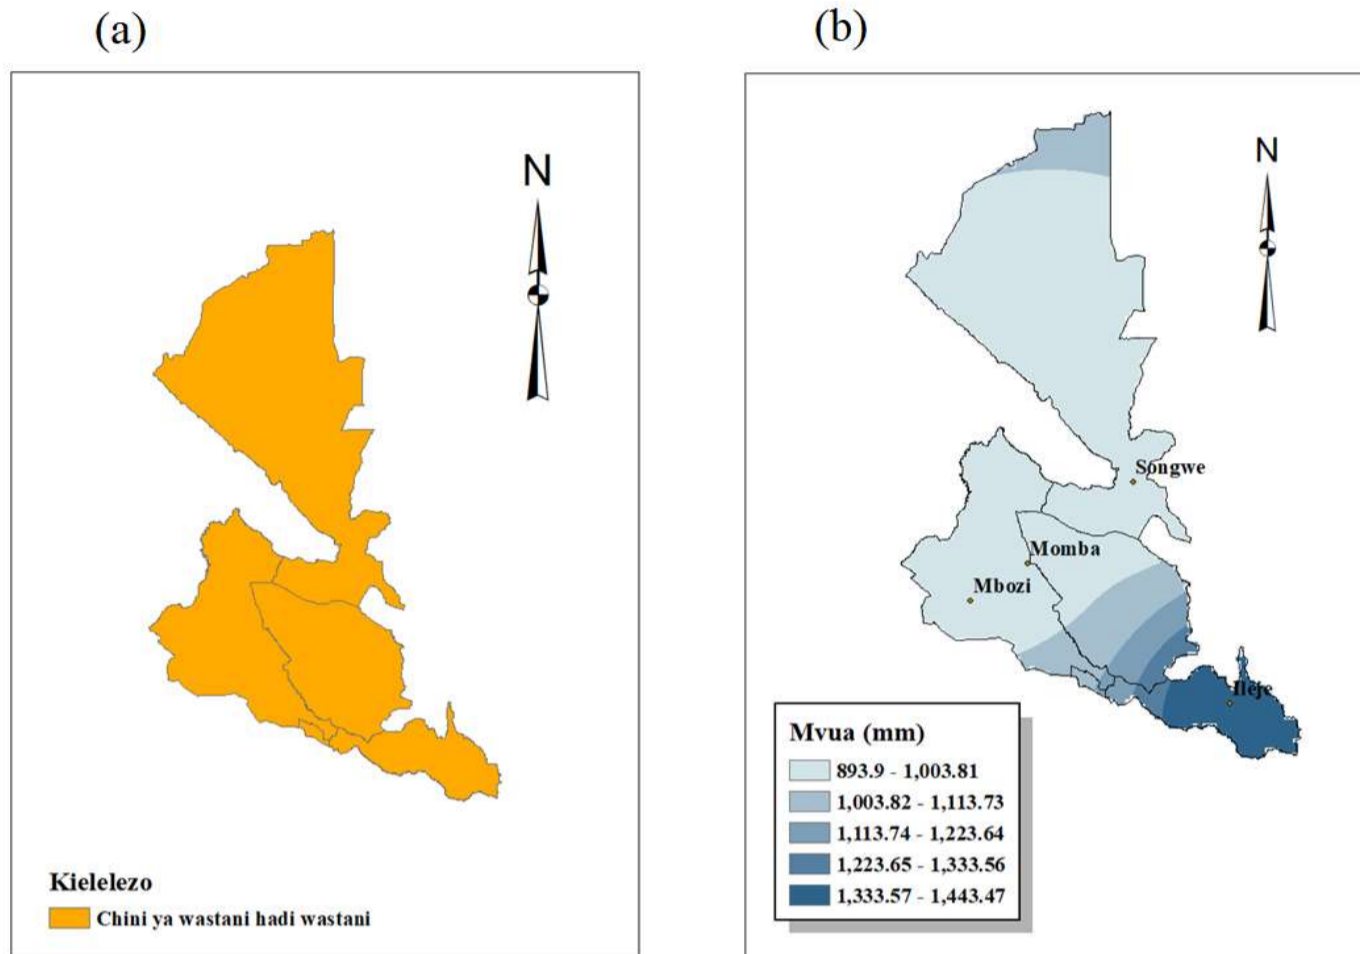 (a)
(b)
N
Kielelezo
Chini ya wastani hadi wastani
N
Songwe
Momba
Mbozi
Ileje
Mvua (mm)
893.9 - 1,003.81
1,003.82 - 1,113.73
1,113.74 - 1,223.64
1,223.65 - 1,333.56
1,333.57 - 1,443.47